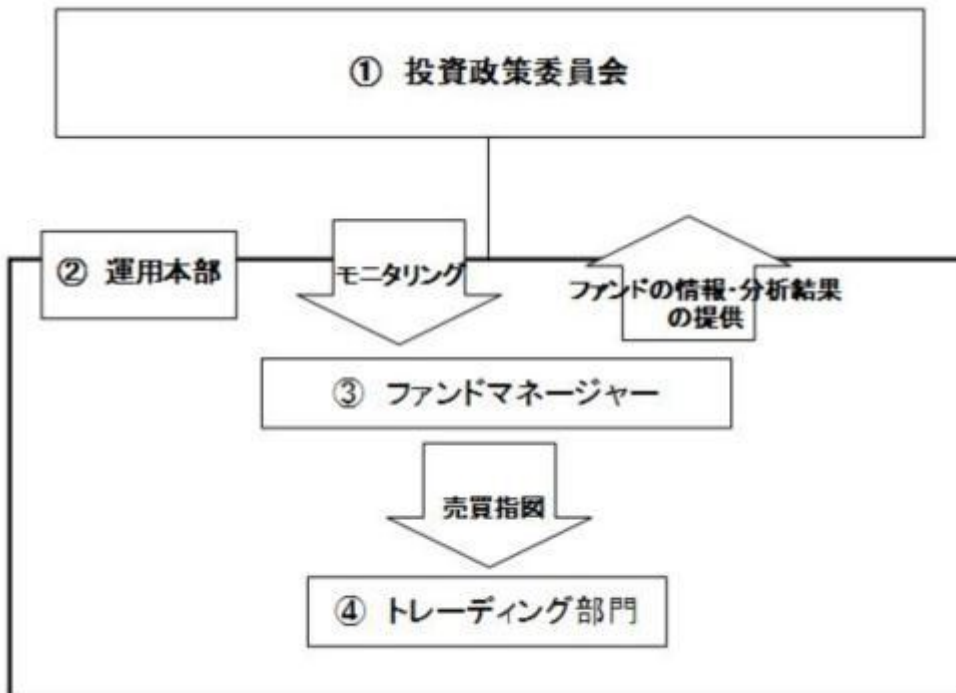 ① 投資政策委員会
② 運用本部
モニタリング
ファンドの情報・分析結果
の提供
③ ファンドマネージャー
売買指図
④ トレーディング部門